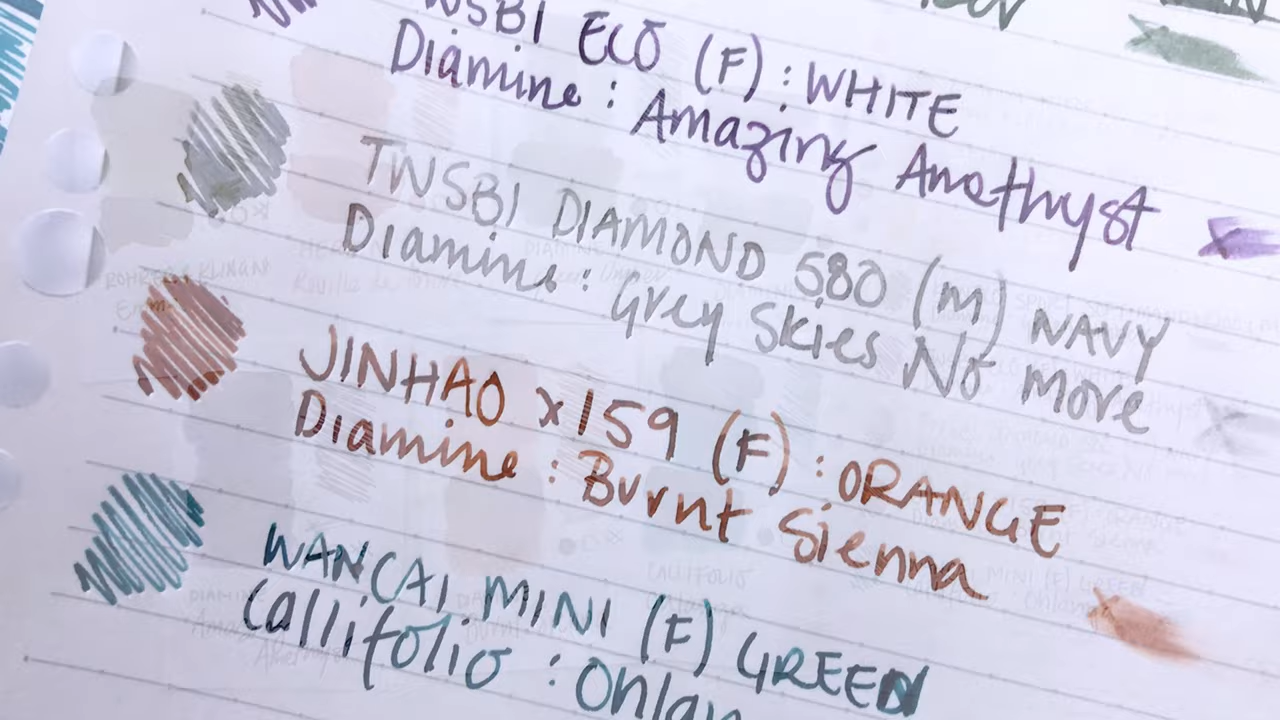 TWSBI ECO (F) : WHITE
Diamine : Amazing Amethyst
TWSBI DIAMOND 580 (M) NAVY
Diamine : Grey Skies No More
JINHAO x159 (F) : ORANGE
Diamine : Burnt Sienna
WANCAI MINI (F) GREEN
Callifolio : Ohlan